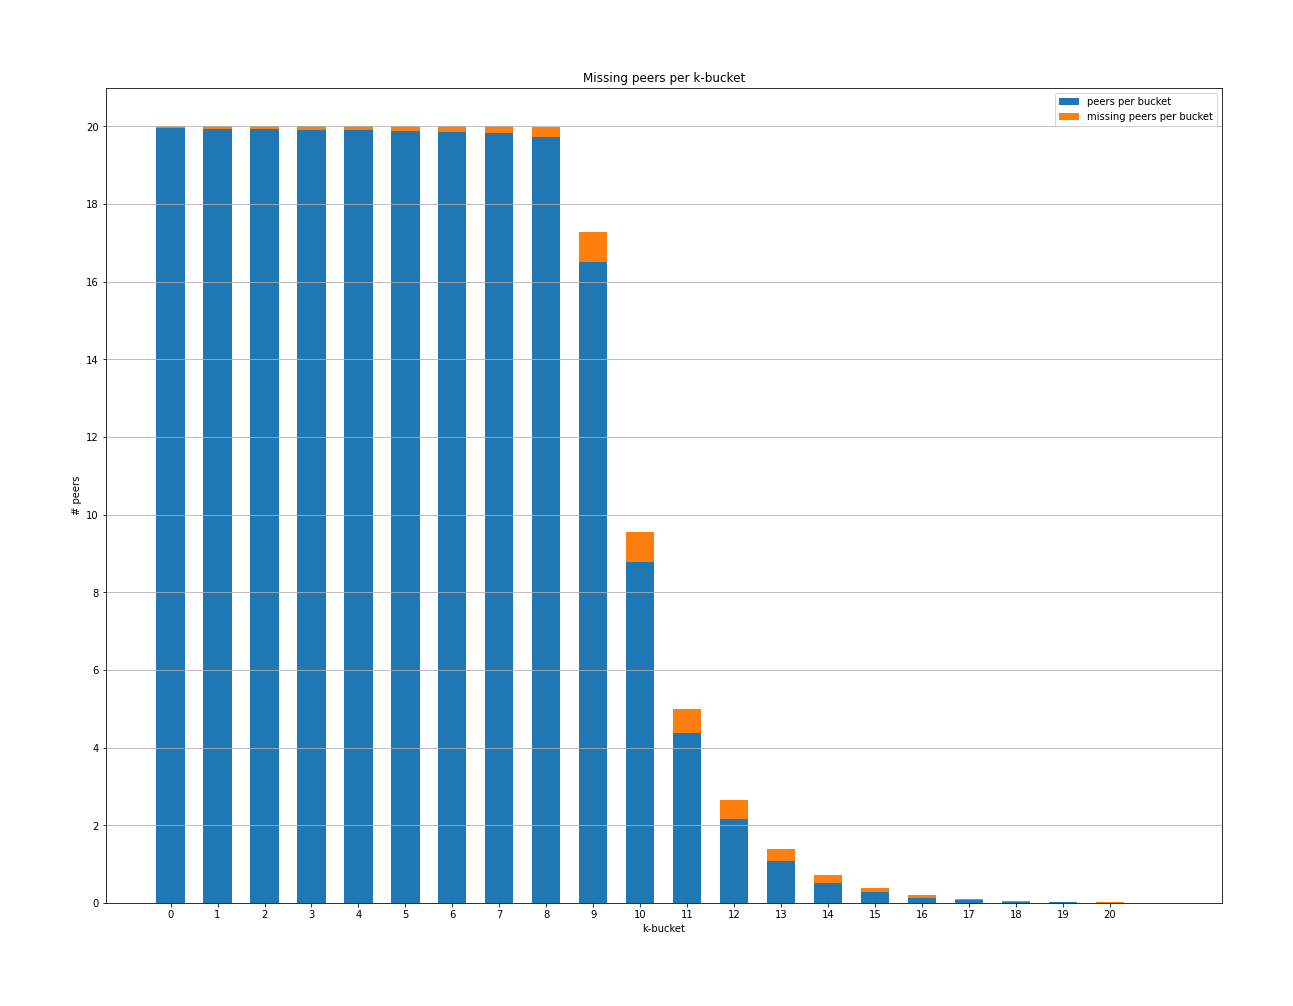 Missing peers per k-bucket
peers per bucket
missing peers per bucket
20
18
16
14
12
10
8
6
4
2
0
# peers
0 1 2 3 4 5 6 7 8 9 10 11 12 13 14 15 16 17 18 19 20
k-bucket